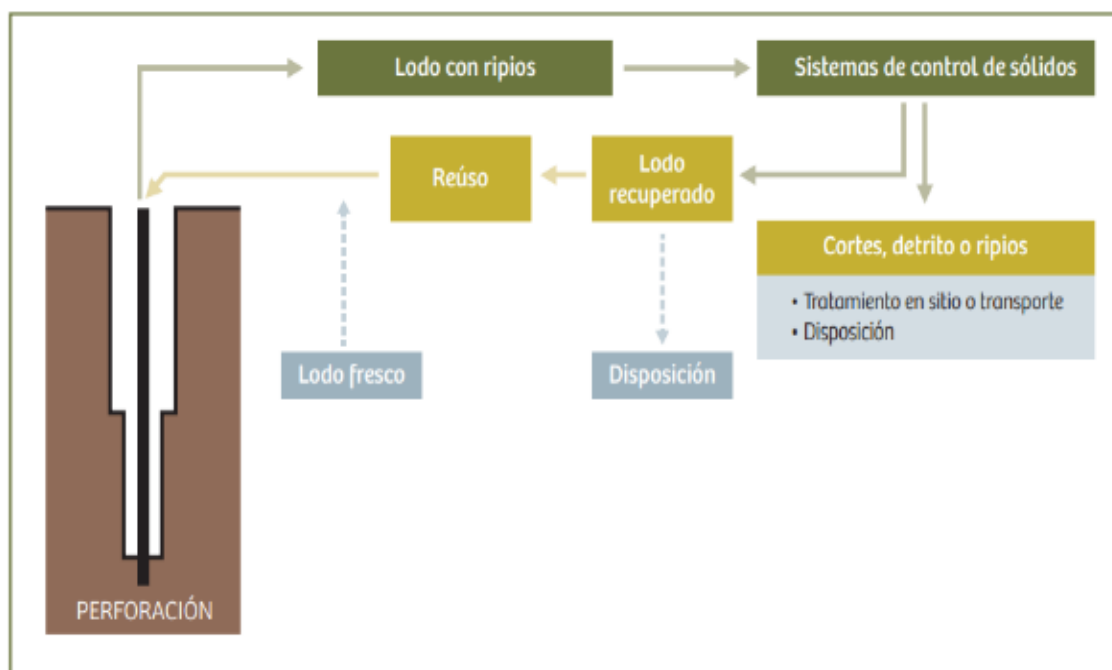 Lodo con ripios
Sistemas de control de sólidos
Reúso
Lodo
recuperado
Cortes, detrito o ripios
• Tratamiento en sitio o transporte
• Disposición
Lodo fresco
Disposición
PERFORACIÓN